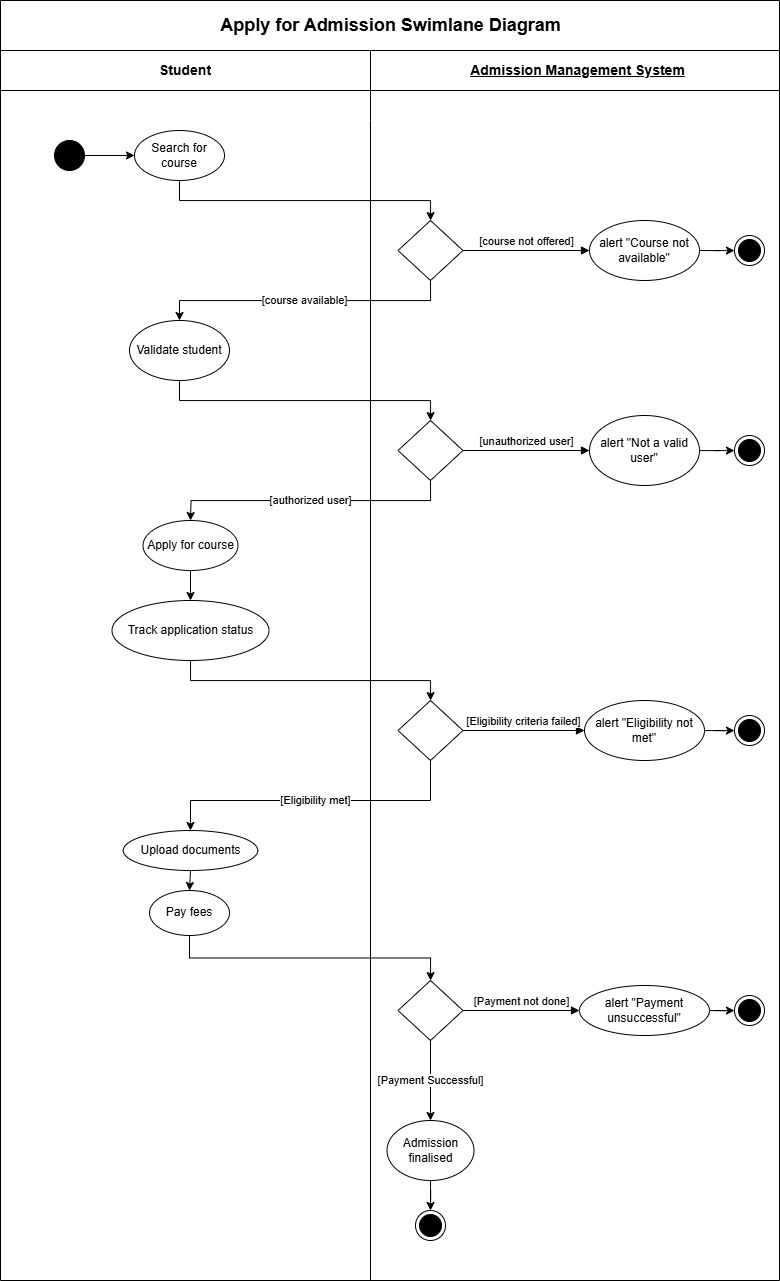 Apply for Admission Swimlane Diagram
Student
Admission Management System
Search for
course
[course not offered]
alert "Course not
available"
[course available]
Validate student
[unauthorized user]
alert "Not a valid
user"
[authorized user]
Apply for course
Track application status
[Eligibility criteria failed]
alert "Eligibility not
met"
[Eligibility met]
Upload documents
Pay fees
[Payment not done]
alert "Payment
unsuccessful"
[Payment Successful]
Admission
finalised